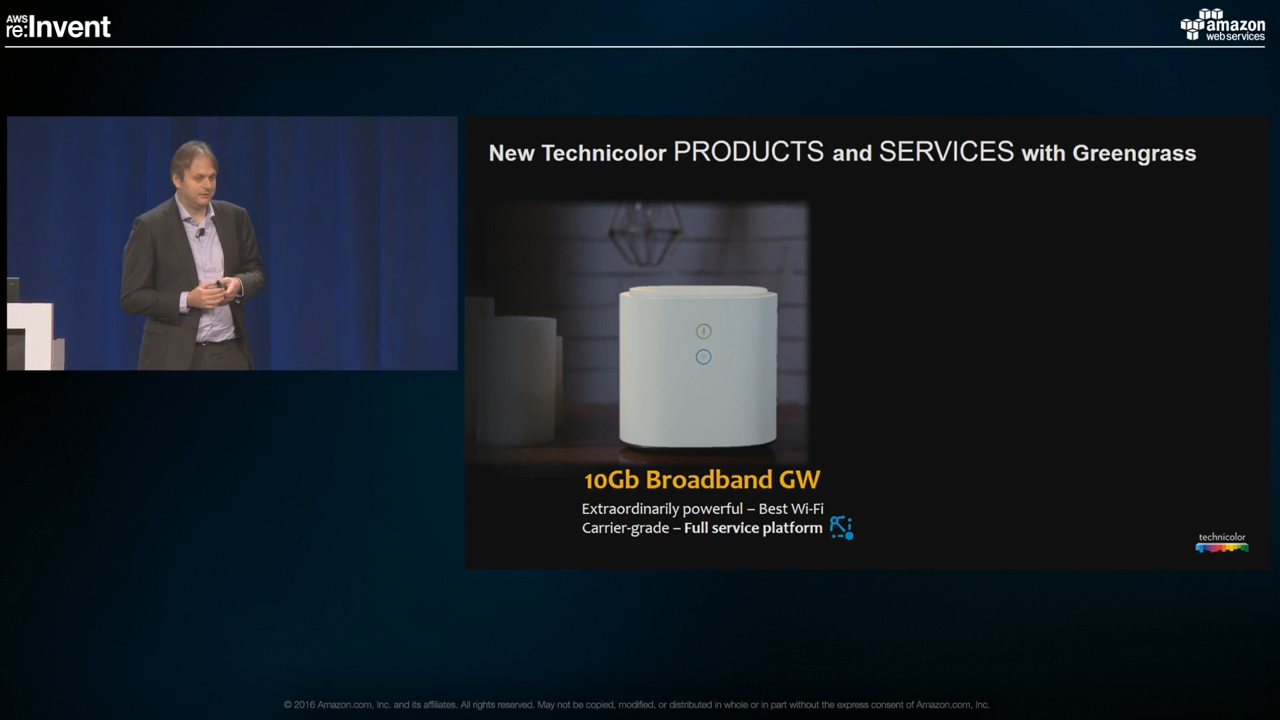 AWS
re:Invent
amazon
web services
New Technicolor PRODUCTS and SERVICES with Greengrass
10Gb Broadband GW
Extraordinarily powerful – Best Wi-Fi
Carrier-grade – Full service platform
technicolor
© 2016 Amazon.com, Inc. and its affiliates. All rights reserved. May not be copied, modified, or distributed in whole or in part without the express consent of Amazon.com, Inc.